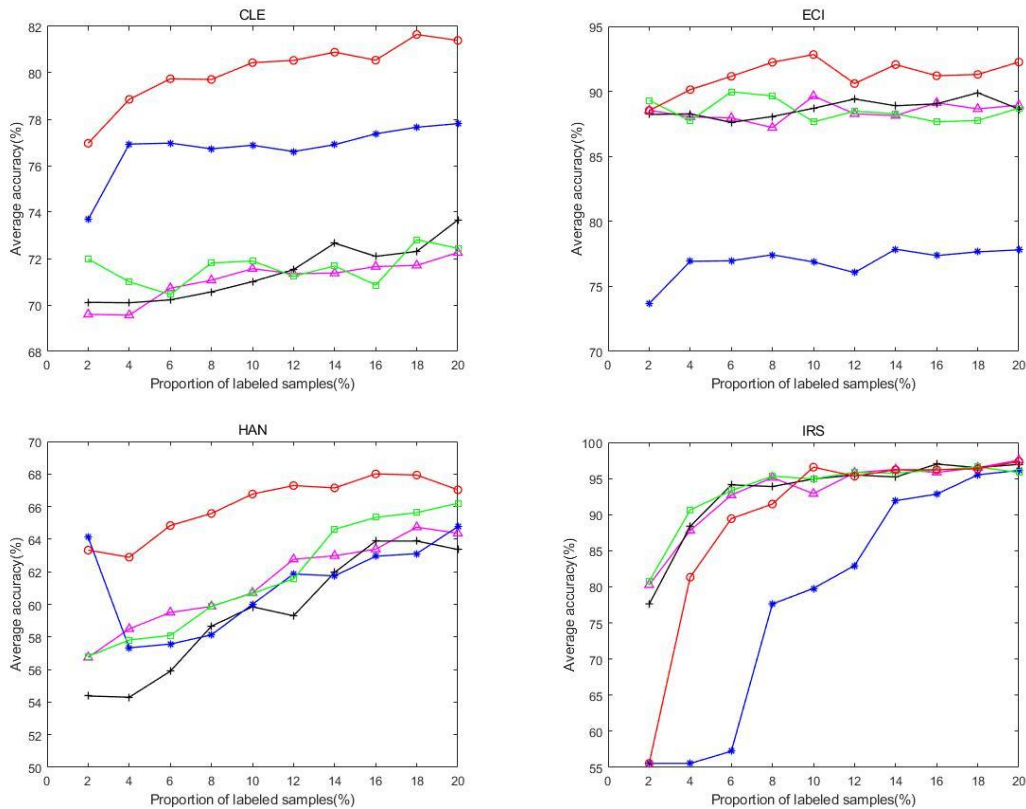 CLE
82
80
78
76
74
72
70
68
Average accuracy(%)
0 2 4 6 8 10 12 14 16 18 20
Proportion of labeled samples(%)
ECI
95
90
85
80
75
70
Average accuracy(%)
0 2 4 6 8 10 12 14 16 18 20
Proportion of labeled samples(%)
HAN
70
68
66
64
62
60
58
56
54
52
50
Average accuracy(%)
0 2 4 6 8 10 12 14 16 18 20
Proportion of labeled samples(%)
IRS
100
95
90
85
80
75
70
65
60
55
Average accuracy(%)
0 2 4 6 8 10 12 14 16 18 20
Proportion of labeled samples(%)